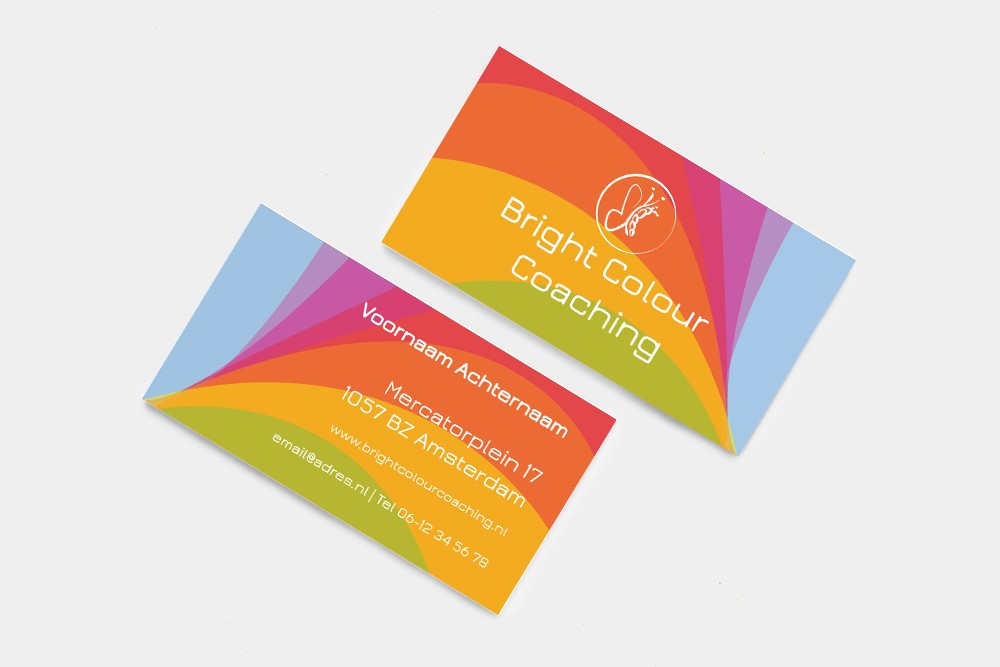 Bright Colour
Coaching
Voornaam Achternaam
Mercatorplein 17
1057 BZ Amsterdam
www.brightcolourcoaching.nl
email@adres.nl | Tel 06-12 34 56 78